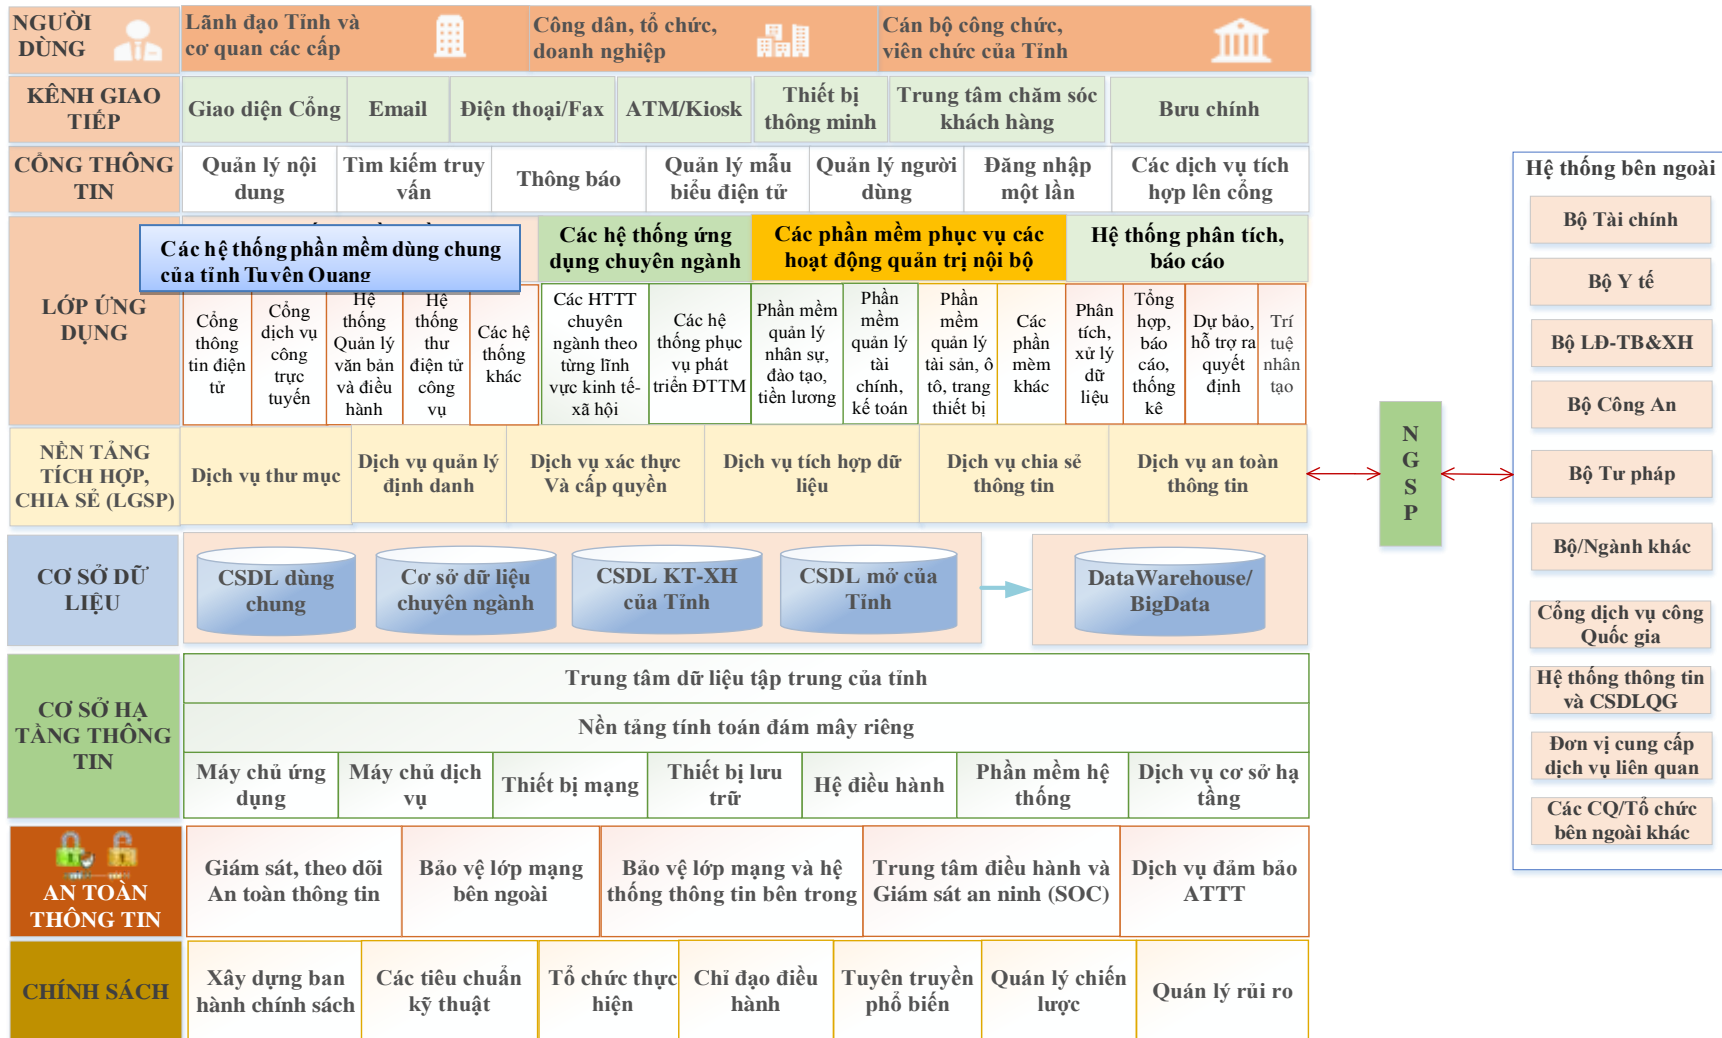 NGƯỜI
DÙNG
Lãnh đạo Tỉnh và
cơ quan các cấp
Công dân, tổ chức,
doanh nghiệp
Cán bộ công chức,
viên chức của Tỉnh
KÊNH GIAO
TIẾP
Giao diện Cổng
Email
Điện thoại/Fax
ATM/Kiosk
Thiết bị
thông minh
Trung tâm chăm sóc
khách hàng
Bưu chính
CỔNG THÔNG
TIN
Quản lý nội
dung
Tìm kiếm truy
vấn
Thông báo
Quản lý mẫu
biểu điện tử
Quản lý người
dùng
Đăng nhập
một lần
Các dịch vụ tích
hợp lên cổng
LỚP ỨNG
DỤNG
Các hệ thống phần mềm dùng chung
của tỉnh Tuyên Quang
Các hệ thống ứng
dụng chuyên ngành
Các phần mềm phục vụ các
hoạt động quản trị nội bộ
Hệ thống phân tích,
báo cáo
Cổng
thông
tin điện
tử
Cổng
dịch vụ
công
trực
tuyến
Hệ
thống
Quản lý
văn bản
và điều
hành
Hệ
thống
thư
điện tử
công
vụ
Các hệ
thống
khác
Các HTTT
chuyên
ngành theo
từng lĩnh
vực kinh tế-
xã hội
Các hệ
thống phục
vụ phát
triển ĐTTM
Phần mềm
quản lý
nhân sự,
đào tạo,
tiền lương
Phần
mềm
quản lý
tài
chính,
kế toán
Phần
mềm
quản lý
tài sản, ô
tô, trang
thiết bị
Các
phần
mèm
khác
Phân
tích, xử
lý dữ
liệu
Tổng
hợp,
báo
cáo,
thống
kê
Dự báo,
hỗ trợ ra
quyết
định
Trí
tuệ
nhân
tạo
NỀN TẢNG
TÍCH HỢP,
CHIA SẺ (LGSP)
Dịch vụ thư mục
Dịch vụ quản lý
định danh
Dịch vụ xác thực
Và cấp quyền
Dịch vụ tích hợp dữ
liệu
Dịch vụ chia sẻ
thông tin
Dịch vụ an toàn
thông tin
CƠ SỞ DỮ
LIỆU
CSDL dùng
chung
Cơ sở dữ liệu
chuyên ngành
CSDL KT-XH
của Tỉnh
CSDL mở của
Tỉnh
DataWarehouse/
BigData
CƠ SỞ HẠ
TẦNG THÔNG
TIN
Trung tâm dữ liệu tập trung của tỉnh
Nền tảng tính toán đám mây riêng
Máy chủ ứng
dụng
Máy chủ dịch
vụ
Thiết bị mạng
Thiết bị lưu
trữ
Hệ điều hành
Phần mềm hệ
thống
Dịch vụ cơ sở hạ
tầng
AN TOÀN
THÔNG TIN
Giám sát, theo dõi
An toàn thông tin
Bảo vệ lớp mạng
bên ngoài
Bảo vệ lớp mạng và hệ
thống thông tin bên trong
Trung tâm điều hành và
Giám sát an ninh (SOC)
Dịch vụ đảm bảo
ATTT
CHÍNH SÁCH
Xây dựng ban
hành chính sách
Các tiêu chuẩn
kỹ thuật
Tổ chức thực
hiện
Chỉ đạo điều
hành
Tuyên truyền
phổ biến
Quán lý chiến
lược
Quán lý rủi ro
N
G
S
P
Hệ thống bên ngoài
Bộ Tài chính
Bộ Y tế
Bộ LĐ-TB&XH
Bộ Công An
Bộ Tư pháp
Bộ/Ngành khác
Cổng dịch vụ công
Quốc gia
Hệ thống thông tin
và CSDLQG
Đơn vị cung cấp
dịch vụ liên quan
Các CQ/Tổ chức
bên ngoài khác